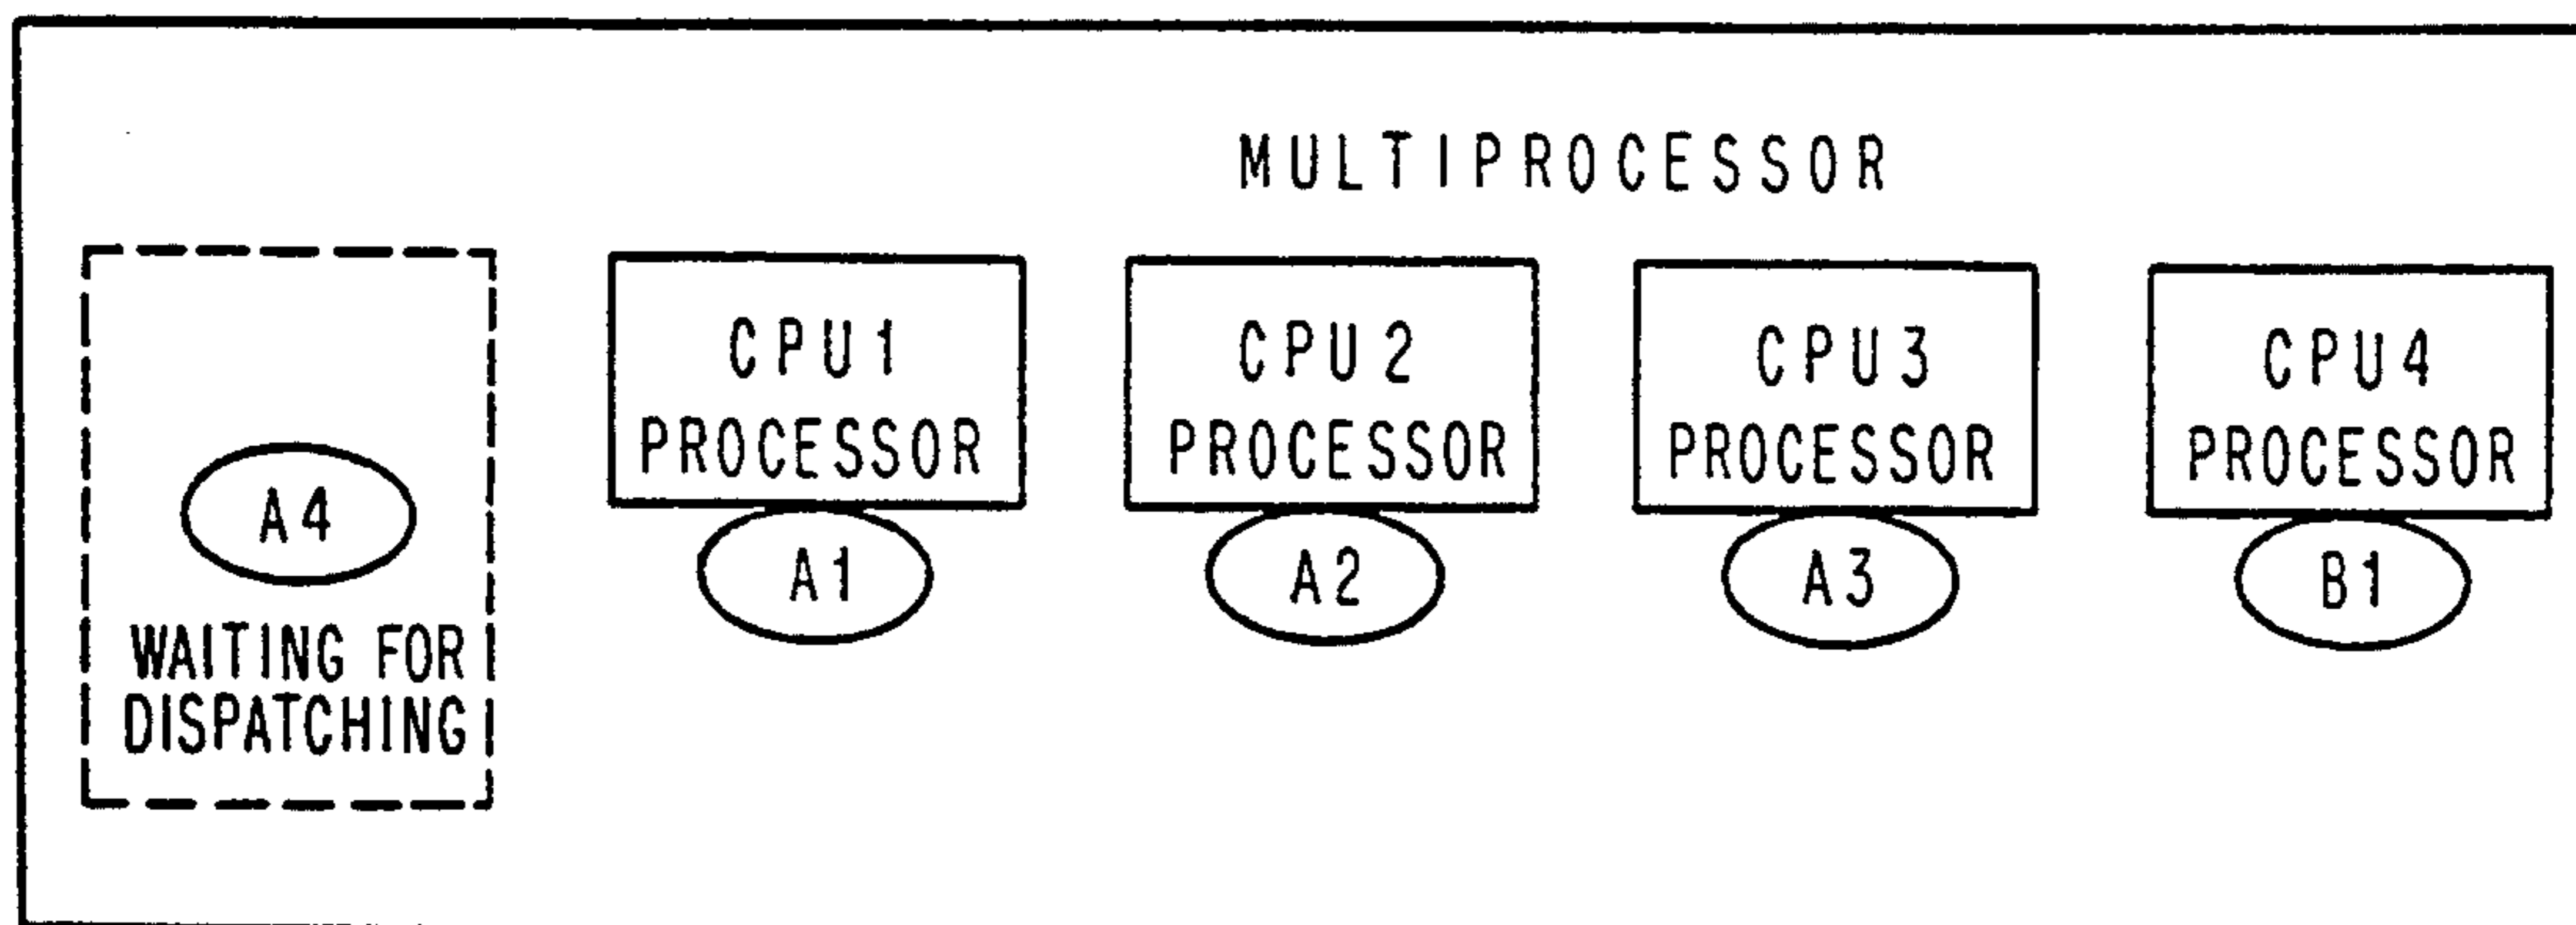 MULTIPROCESSOR
A4
WAITING FOR
DISPATCHING
CPU1
PROCESSOR
A1
CPU2
PROCESSOR
A2
CPU3
PROCESSOR
A3
CPU4
PROCESSOR
B1